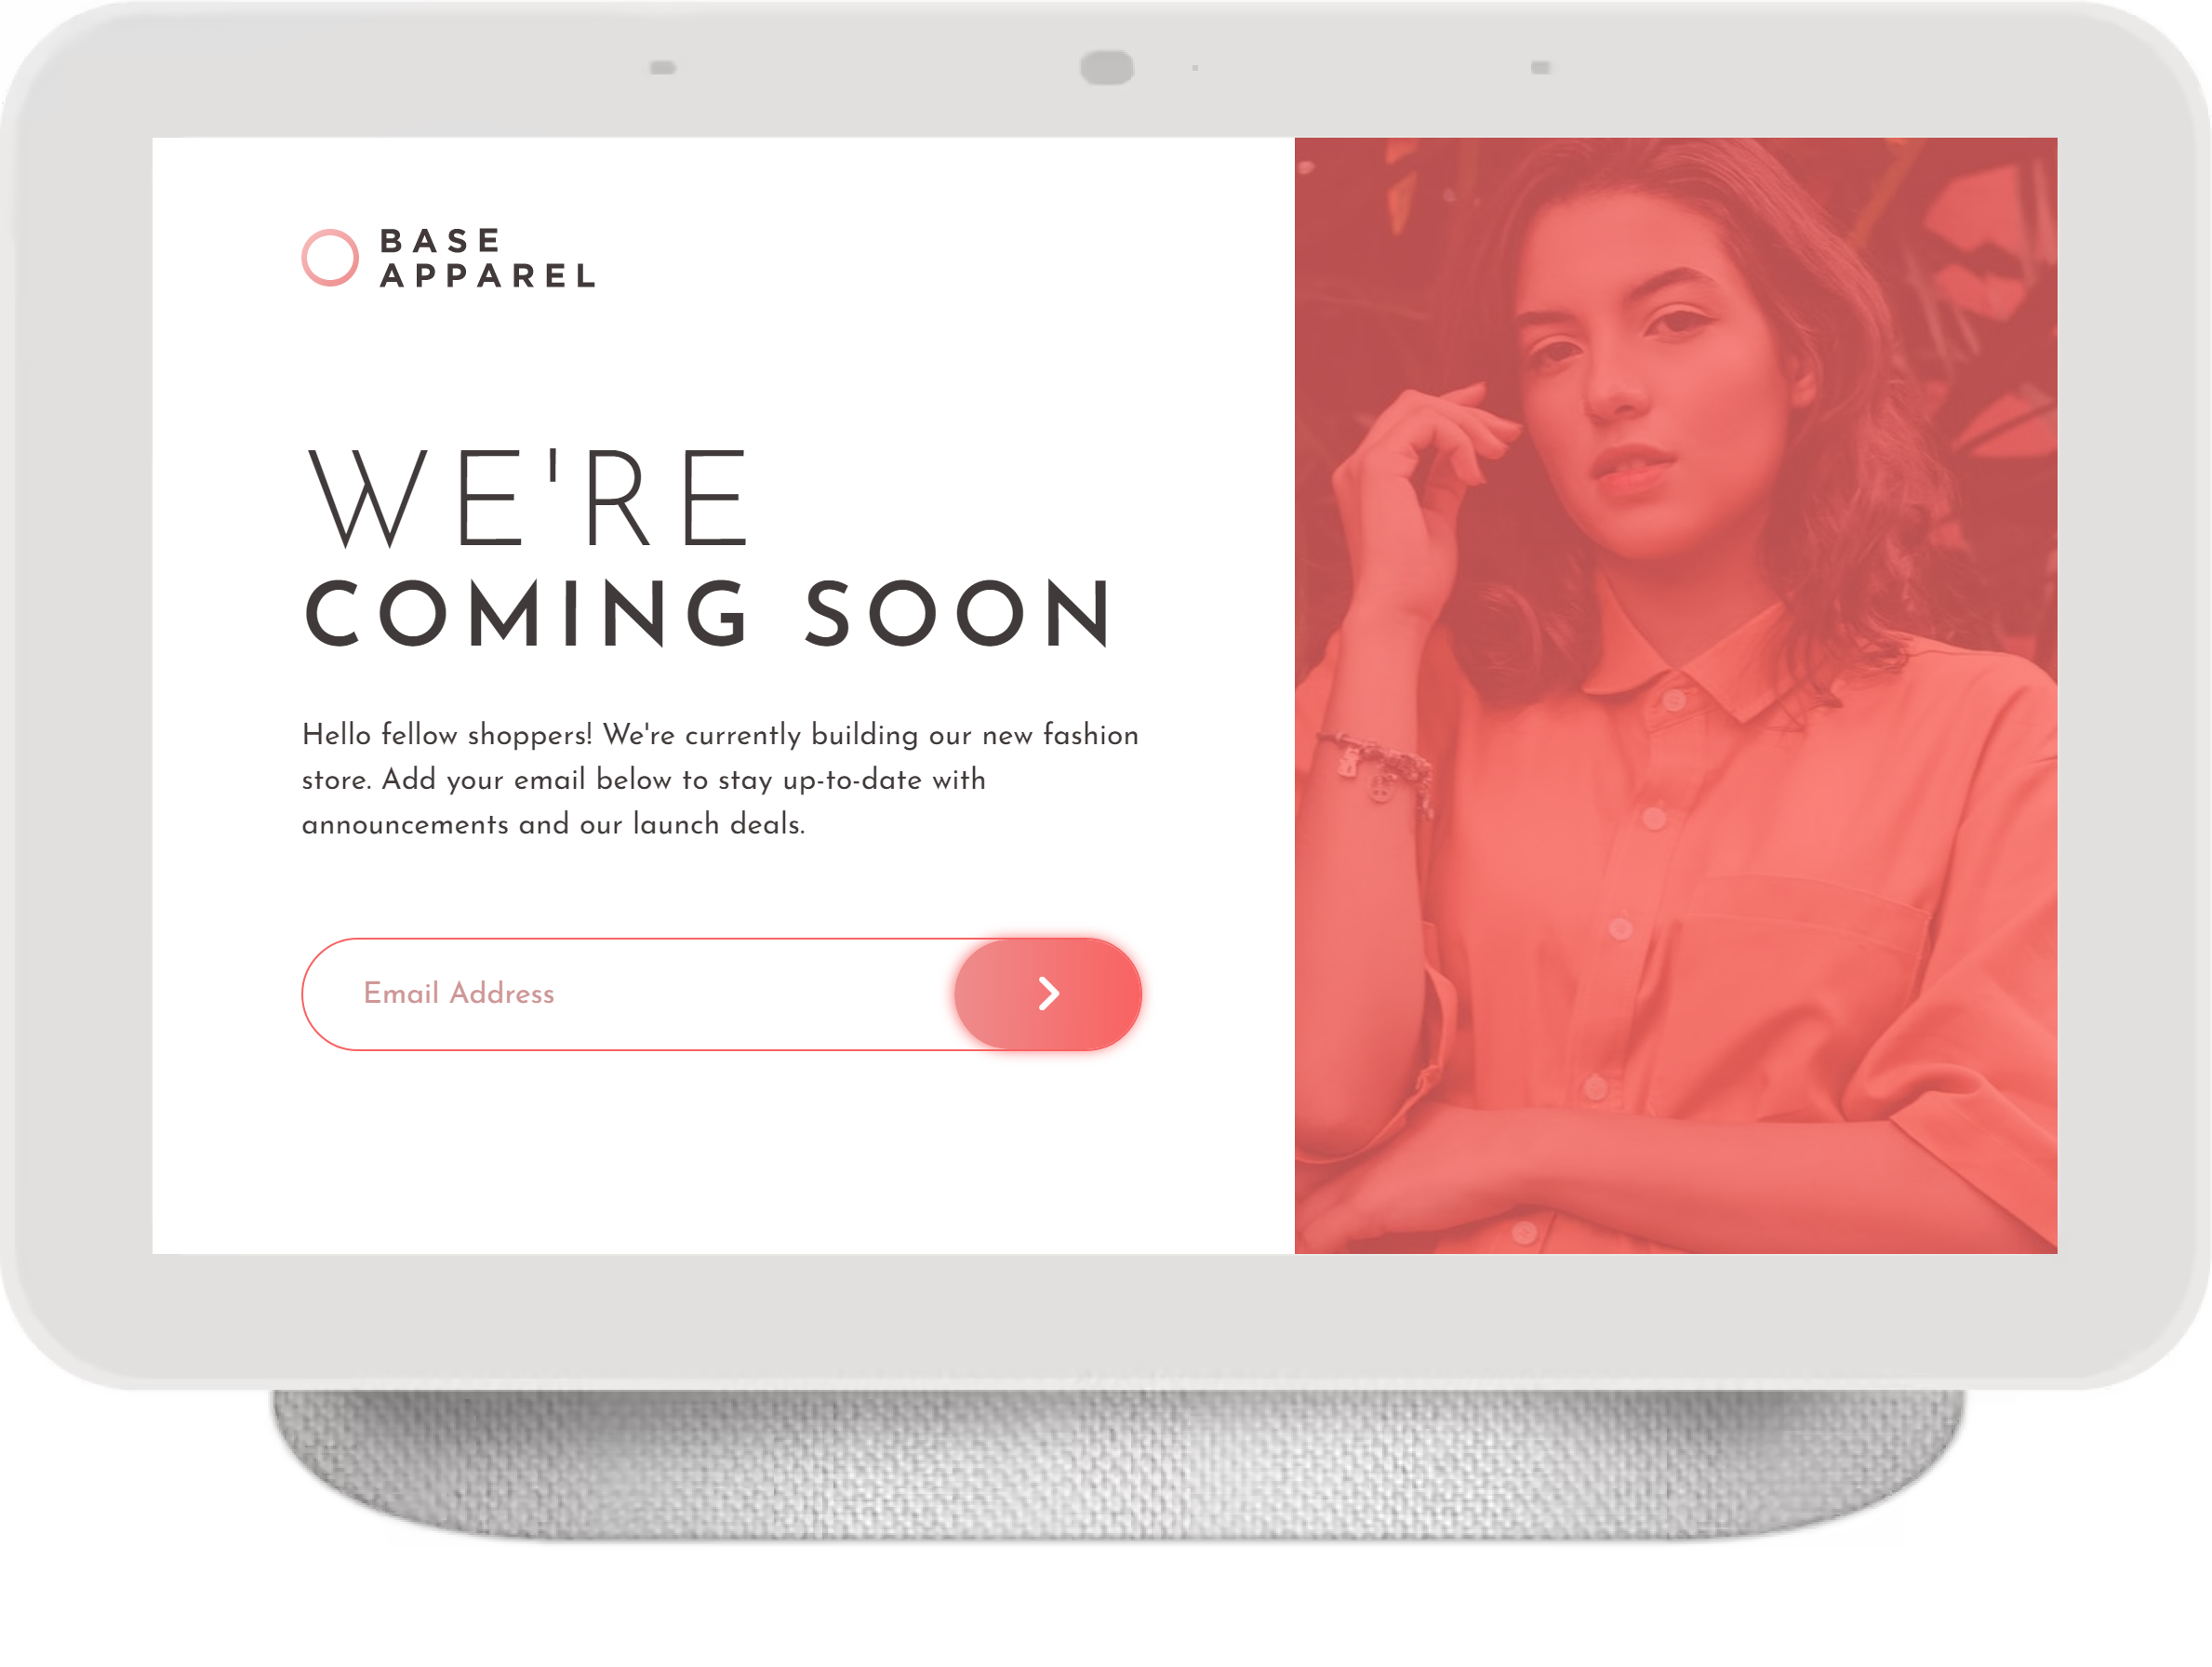 BASE
APPAREL
WE'RE
COMING SOON
Hello fellow shoppers! We're currently building our new fashion
store. Add your email below to stay up-to-date with
announcements and our launch deals.
Email Address